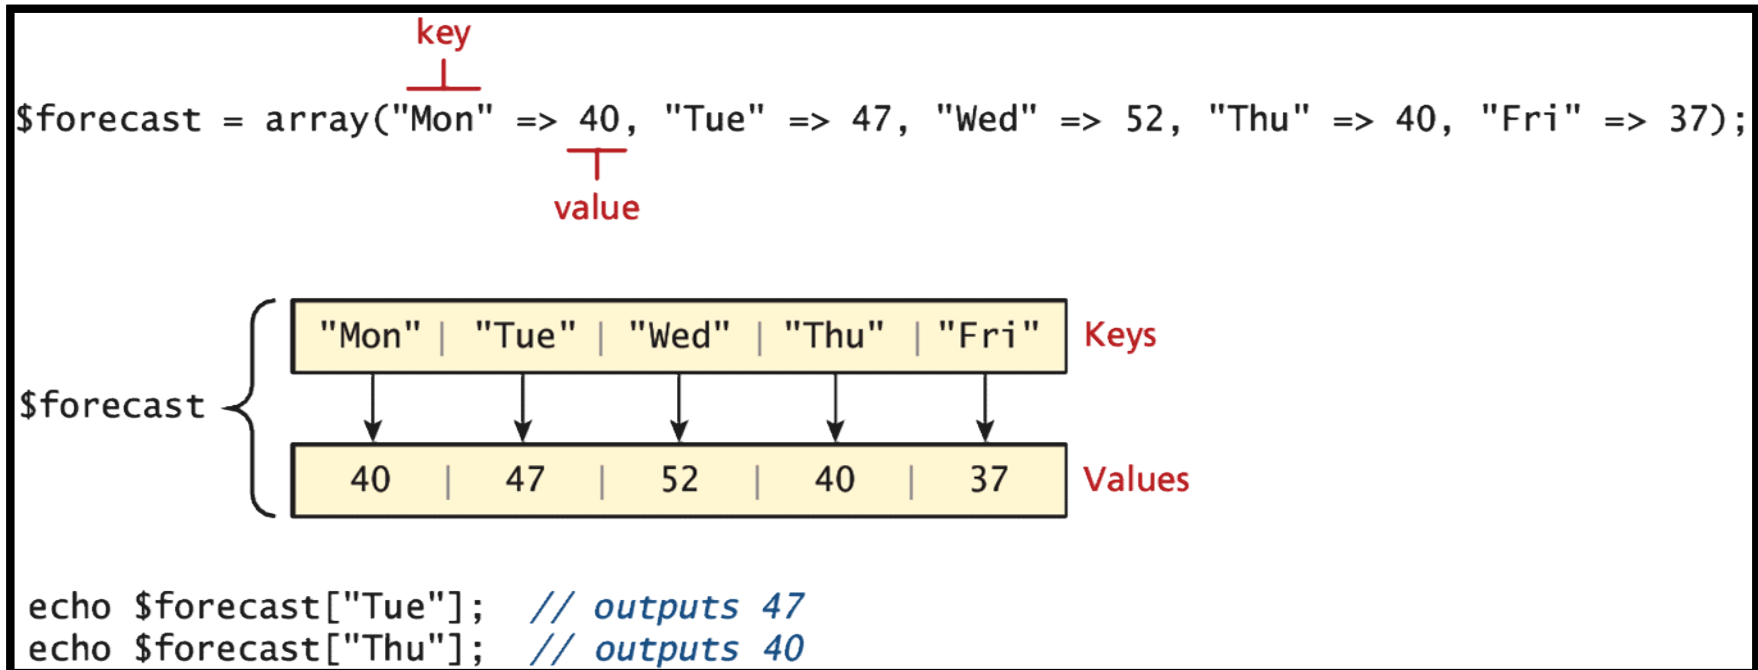 key
$forecast = array("Mon" => 40, "Tue" => 47, "Wed" => 52, "Thu" => 40, "Fri" => 37);
value
"Mon" | "Tue" | "Wed" | "Thu" | "Fri" Keys
$forecast
40 | 47 | 52 | 40 | 37 Values
echo $forecast["Tue"]; // outputs 47
echo $forecast["Thu"]; // outputs 40